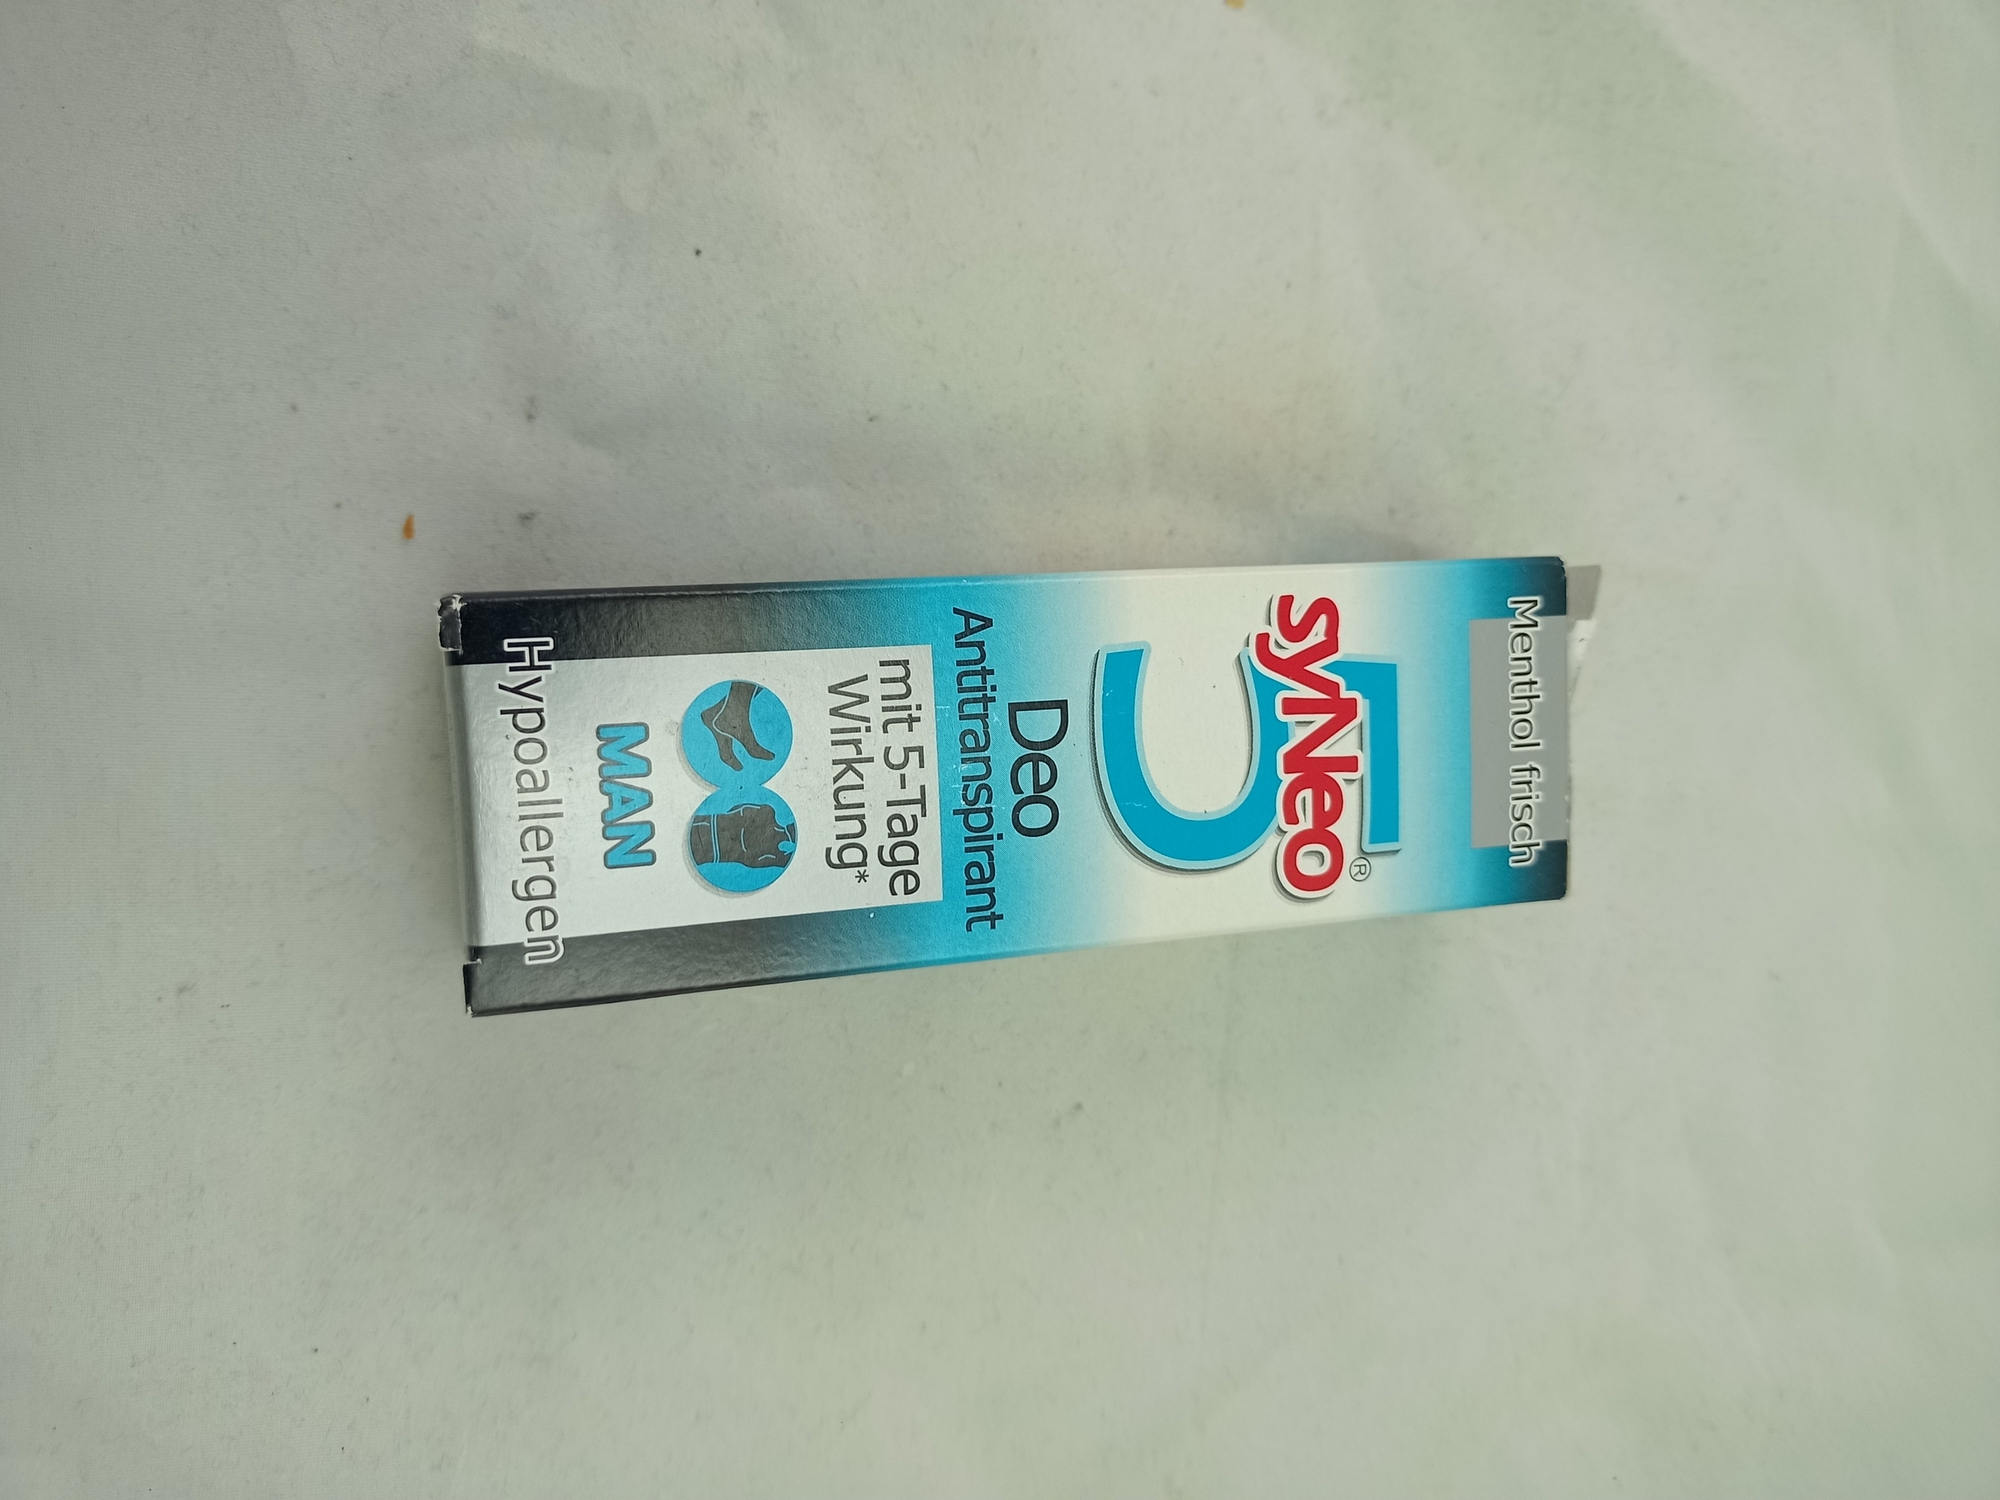 Menthol frisch
syNeo®
5
Deo
Antitranspirant
mit 5-Tage
Wirkung*
MAN
Hypoallergen